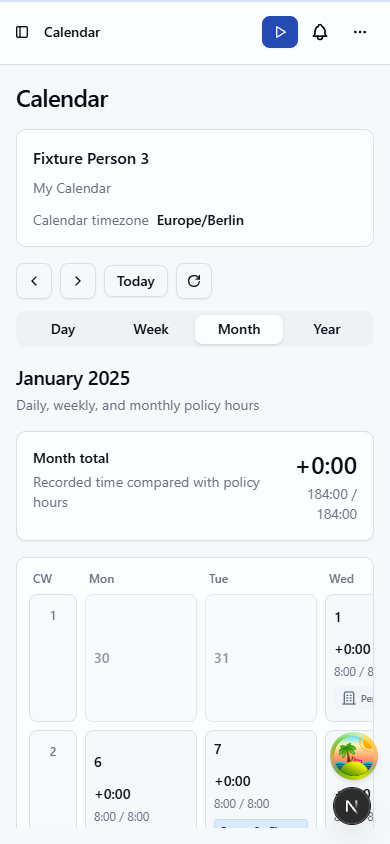 Calendar
Calendar
Fixture Person 3
My Calendar
Calendar timezone Europe/Berlin
Today
Day Week Month Year
January 2025
Daily, weekly, and monthly policy hours
Month total
Recorded time compared with policy
hours
+0:00
184:00 /
184:00
CW Mon Tue Wed
1 30 31 1
+0:00
8:00 / 8
2 6 7
+0:00 +0:00
8:00 / 8:00 8:00 / 8:00
N